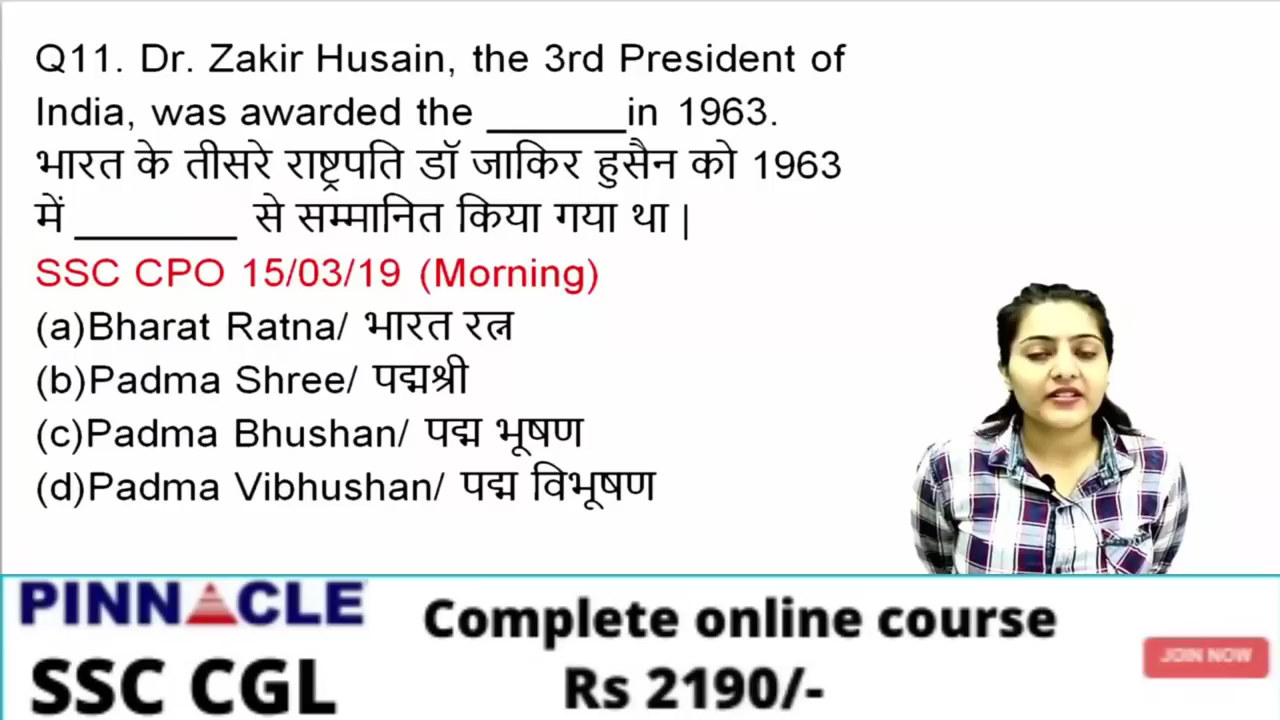 Q11. Dr. Zakir Husain, the 3rd President of
India, was awarded the ______in 1963.
भारत के तीसरे राष्ट्रपति डॉ जाकिर हुसैन को 1963
में _______ से सम्मानित किया गया था |
SSC CPO 15/03/19 (Morning)
(a)Bharat Ratna/ भारत रत्न
(b)Padma Shree/ पद्मश्री
(c)Padma Bhushan/ पद्म भूषण
(d)Padma Vibhushan/ पद्म विभूषण
PINNACLE
SSC CGL
Complete online course
Rs 2190/-
JOIN NOW